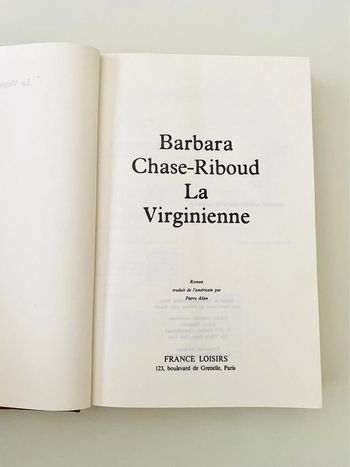 Barbara
Chase-Riboud
La
Virginienne
Roman
traduit de l'américain par
Pierre Alien
FRANCE LOISIRS
123, boulevard de Grenelle, Paris